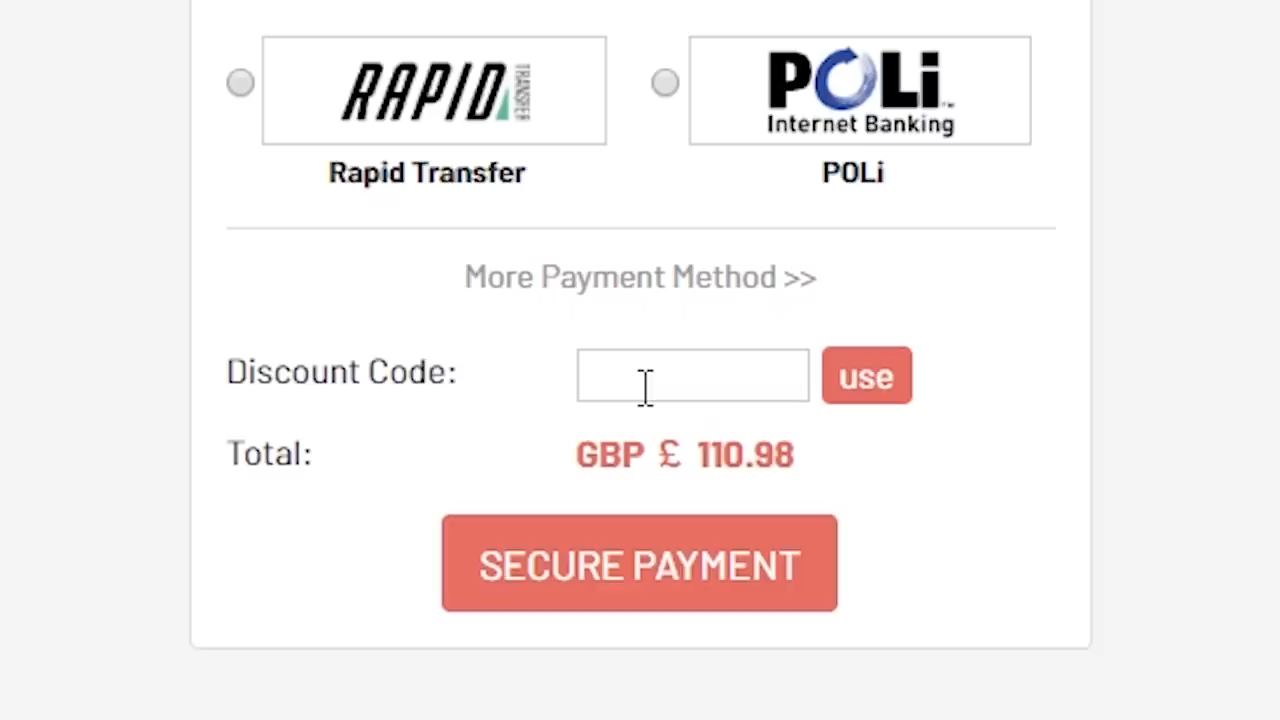 RAPID TRANSFER
POLi™
Internet Banking
Rapid Transfer
POLi
More Payment Method >>
Discount Code:
use
Total:
GBP £ 110.98
SECURE PAYMENT